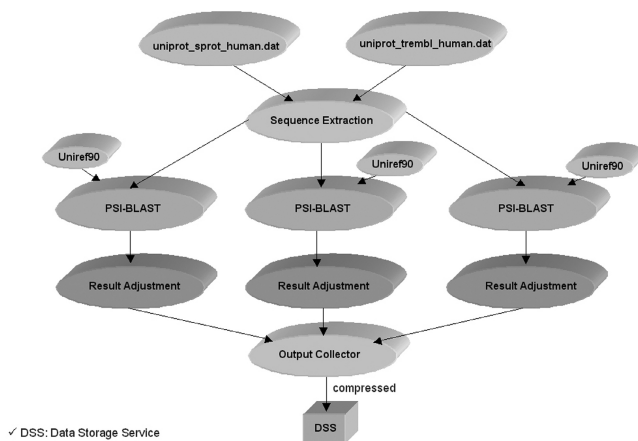 uniprot_sprot_human.dat
uniprot_trembl_human.dat
Sequence Extraction
Uniref90
Uniref90
Uniref90
PSI-BLAST
PSI-BLAST
PSI-BLAST
Result Adjustment
Result Adjustment
Result Adjustment
Output Collector
compressed
DSS
✓ DSS: Data Storage Service